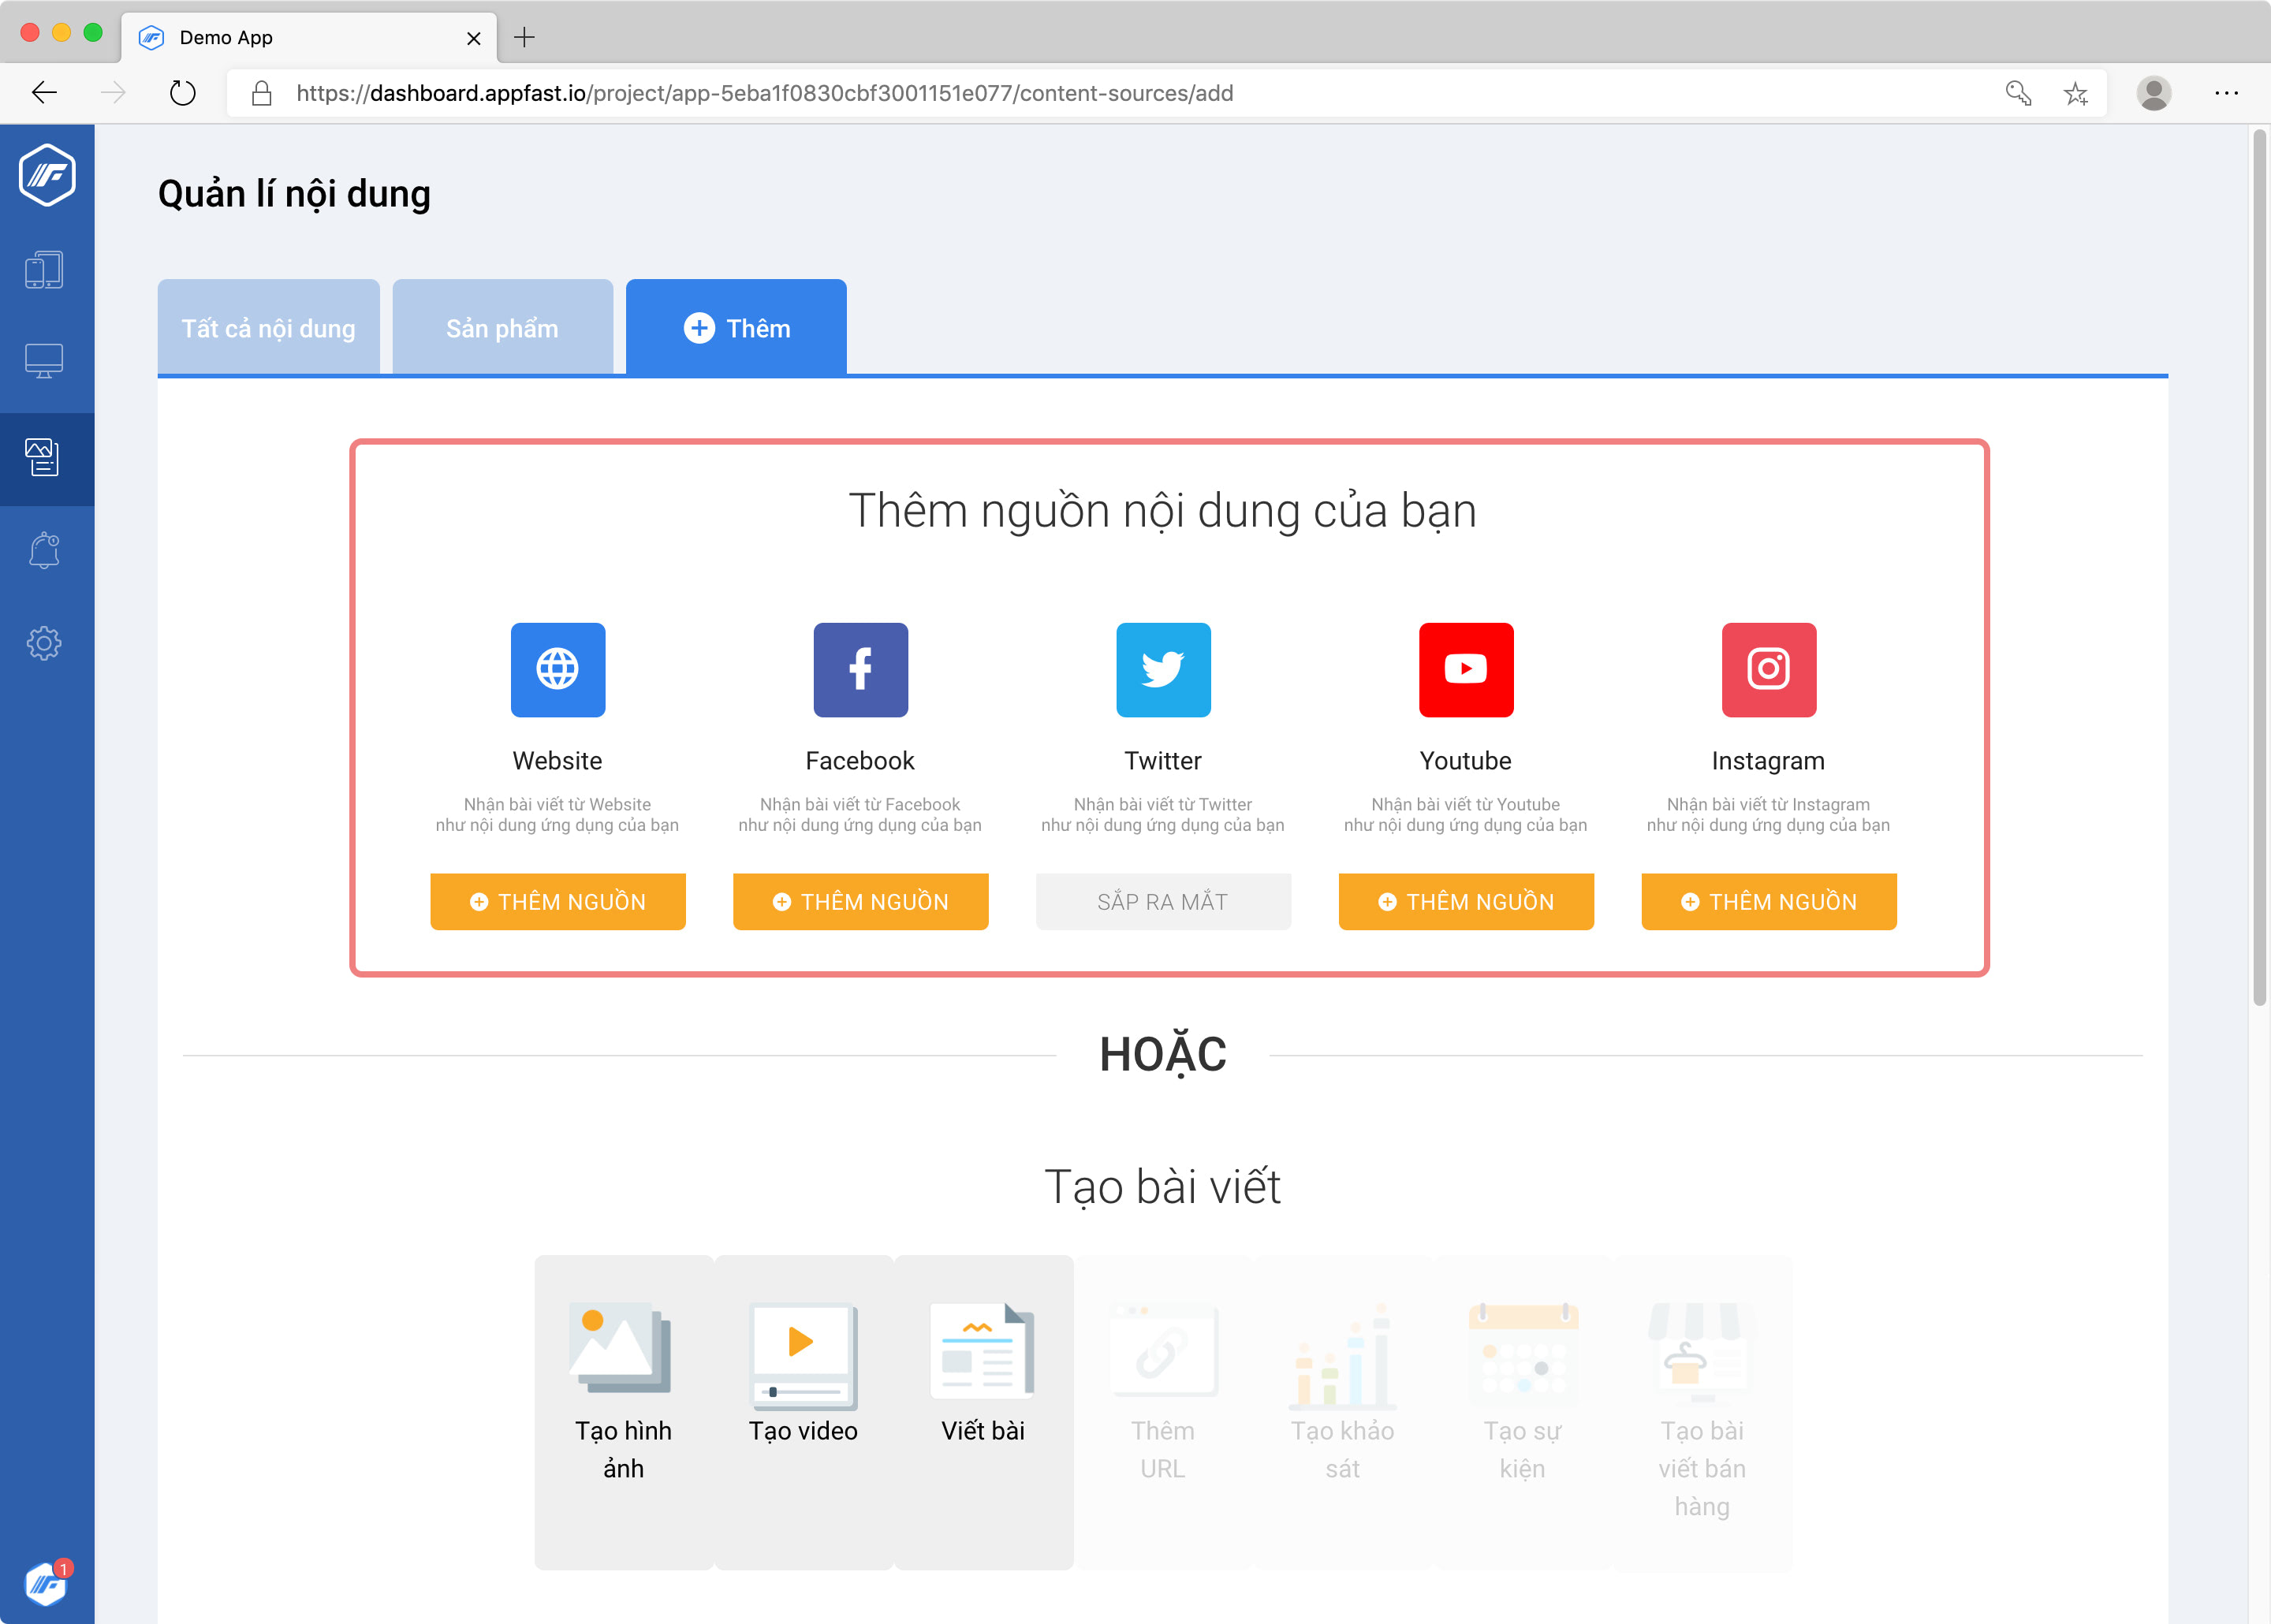 Demo App
https://dashboard.appfast.io/project/app-5eba1f0830cbf3001151e077/content-sources/add
Quản lí nội dung
Tất cả nội dung
Sản phẩm
Thêm
Thêm nguồn nội dung của bạn
Website
Nhận bài viết từ Website
như nội dung ứng dụng của bạn
THÊM NGUỒN
Facebook
Nhận bài viết từ Facebook
như nội dung ứng dụng của bạn
THÊM NGUỒN
Twitter
Nhận bài viết từ Twitter
như nội dung ứng dụng của bạn
SẮP RA MẮT
Youtube
Nhận bài viết từ Youtube
như nội dung ứng dụng của bạn
THÊM NGUỒN
Instagram
Nhận bài viết từ Instagram
như nội dung ứng dụng của bạn
THÊM NGUỒN
HOẶC
Tạo bài viết
Tạo hình
ảnh
Tạo video
Viết bài
Thêm
URL
Tạo khảo
sát
Tạo sự
kiện
Tạo bài
viết bán
hàng
1